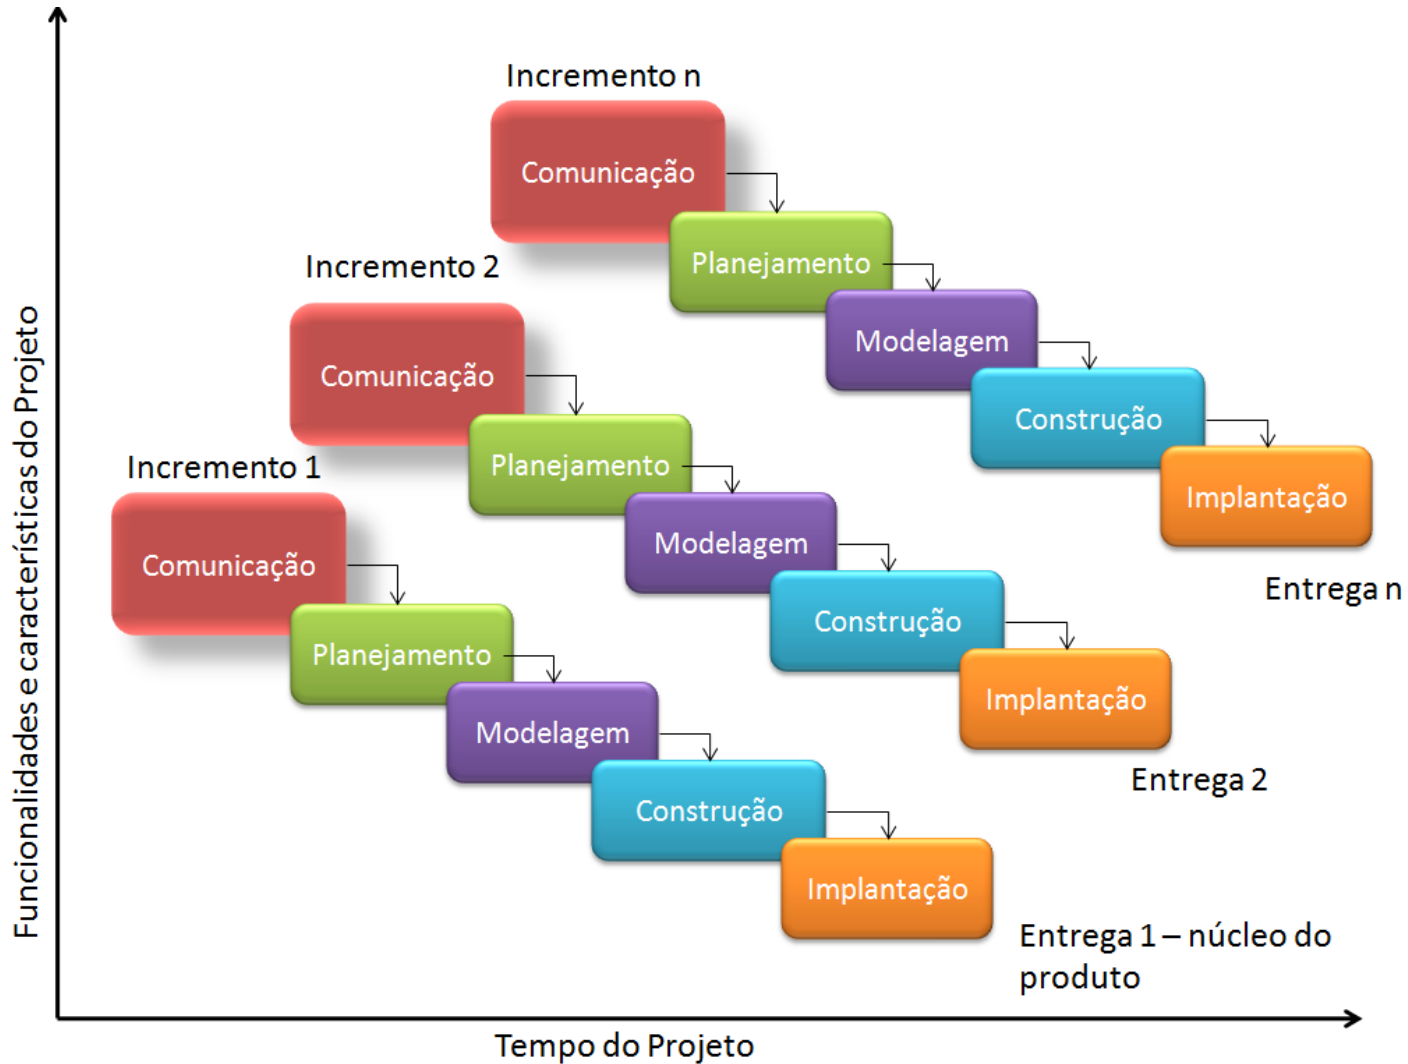 Incremento n
Comunicação
Planejamento
Modelagem
Construção
Implantação
Entrega n
Incremento 2
Comunicação
Planejamento
Modelagem
Construção
Implantação
Entrega 2
Incremento 1
Comunicação
Planejamento
Modelagem
Construção
Implantação
Entrega 1 – núcleo do
produto
Funcionalidades e características do Projeto
Tempo do Projeto